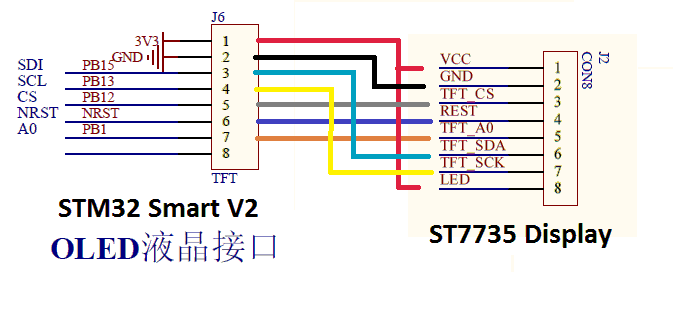 J6
3V3
GND
SDI PB15
SCL PB13
CS PB12
NRST NRST
A0 PB1
1
2
3
4
5
6
7
8
TFT
STM32 Smart V2
OLED液晶接口
J2
CON8
VCC 1
GND 2
TFT_CS 3
REST 4
TFT_A0 5
TFT_SDA 6
TFT_SCK 7
LED 8
ST7735 Display